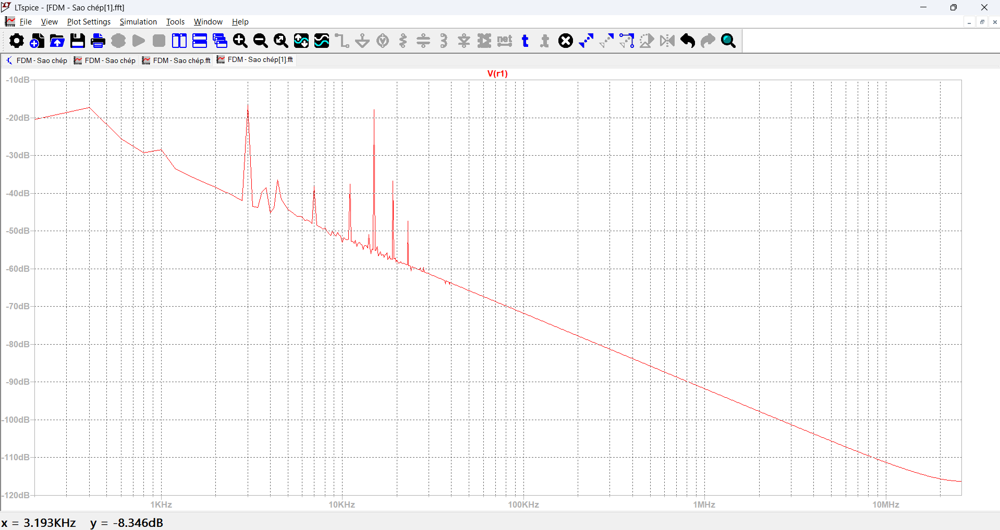 LTspice - [FDM - Sao chép[1].fft]
File View Plot Settings Simulation Tools Window Help
net t t
FDM - Sao chép FDM - Sao chép FDM - Sao chép.fft FDM - Sao chép[1].fft
V(r1)
-10dB
-20dB
-30dB
-40dB
-50dB
-60dB
-70dB
-80dB
-90dB
-100dB
-110dB
-120dB
1KHz 10KHz 100KHz 1MHz 10MHz
x = 3.193KHz y = -8.346dB